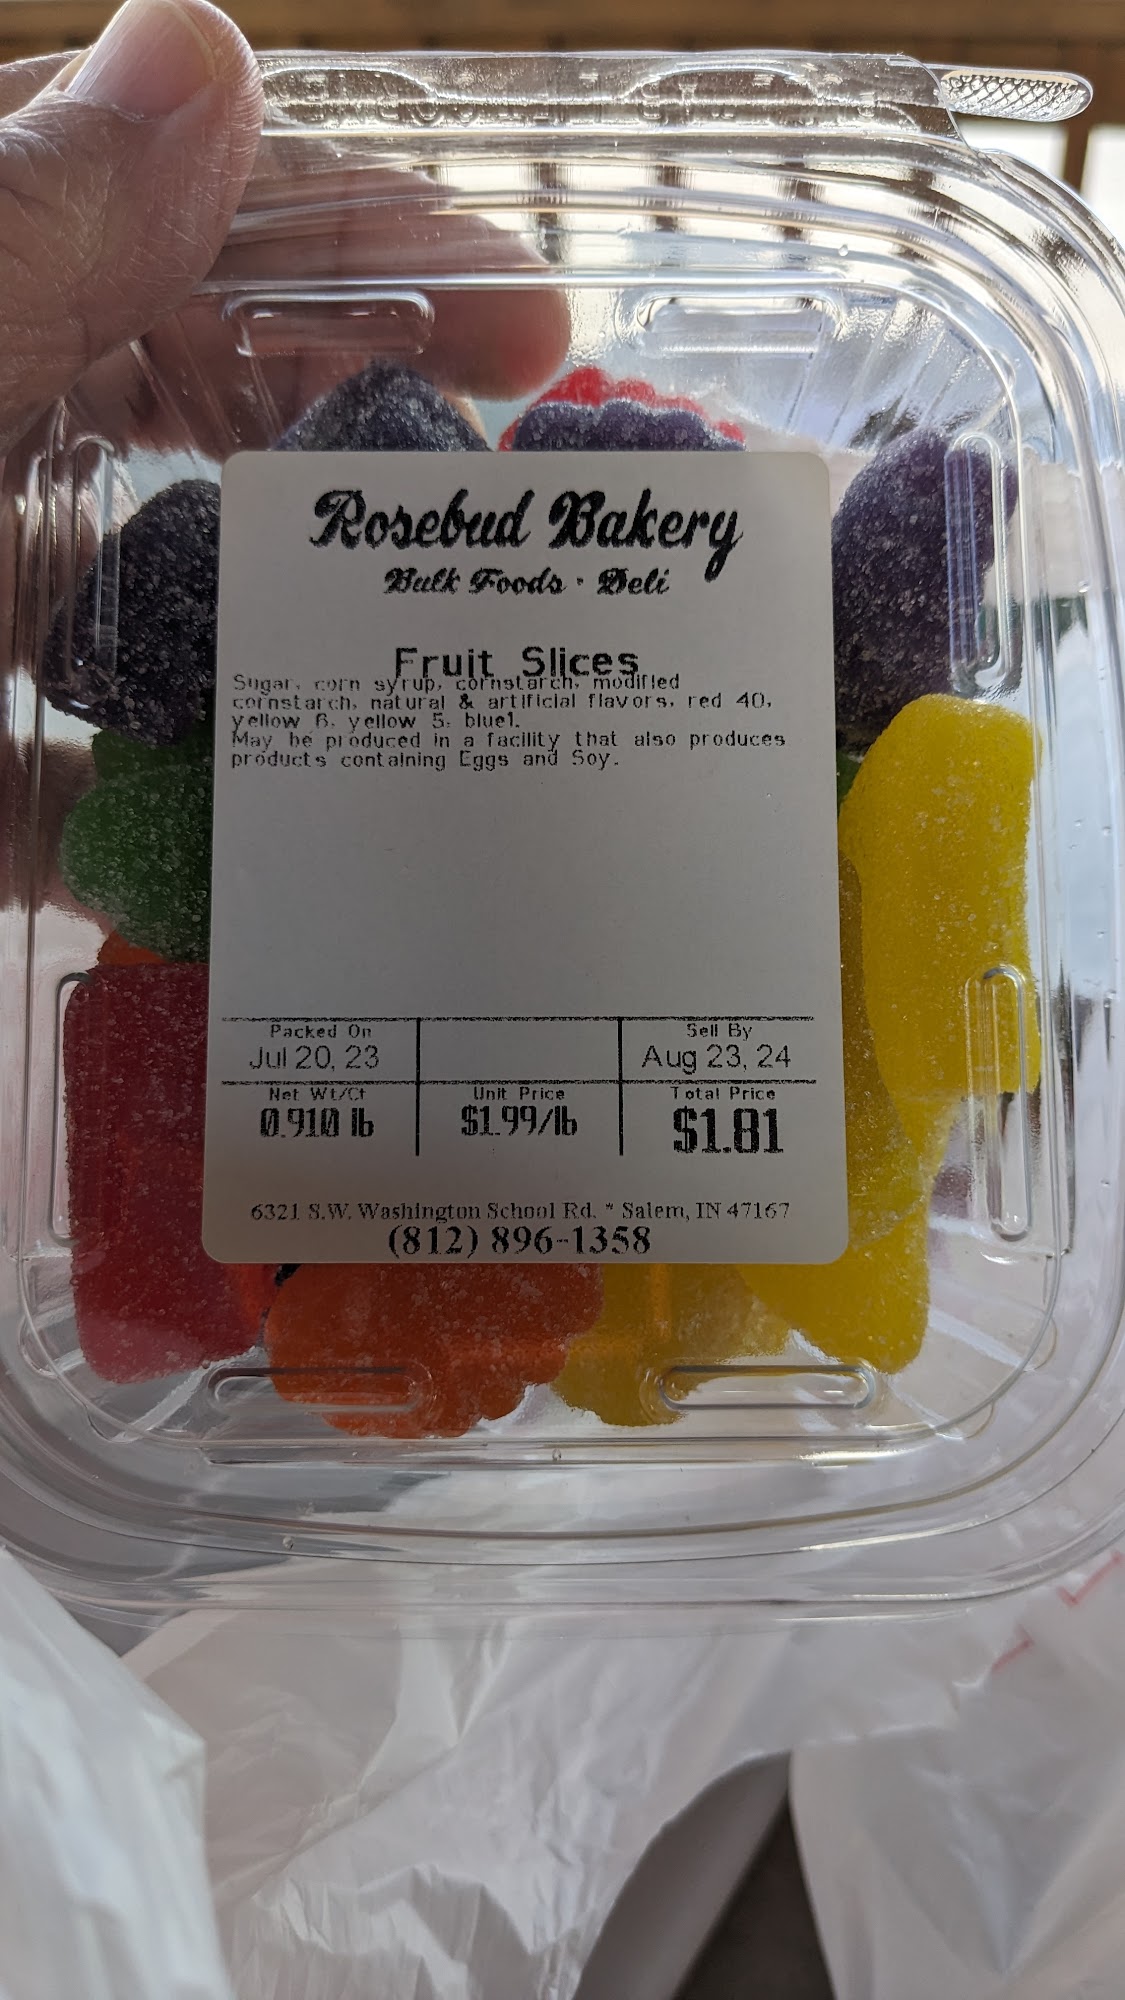 Rosebud Bakery
Bulk Foods · Deli
Fruit Slices
Sugar, corn syrup, cornstarch, modified
cornstarch, natural & artificial flavors, red 40,
yellow 6, yellow 5, blue1.
May be produced in a facility that also produces
products containing Eggs and Soy.
Packed On
Jul 20, 23
Sell By
Aug 23, 24
Net Wt/Ct
0.910 lb
Unit Price
$1.99/lb
Total Price
$1.81
6321 S.W. Washington School Rd. * Salem, IN 47167
(812) 896-1358